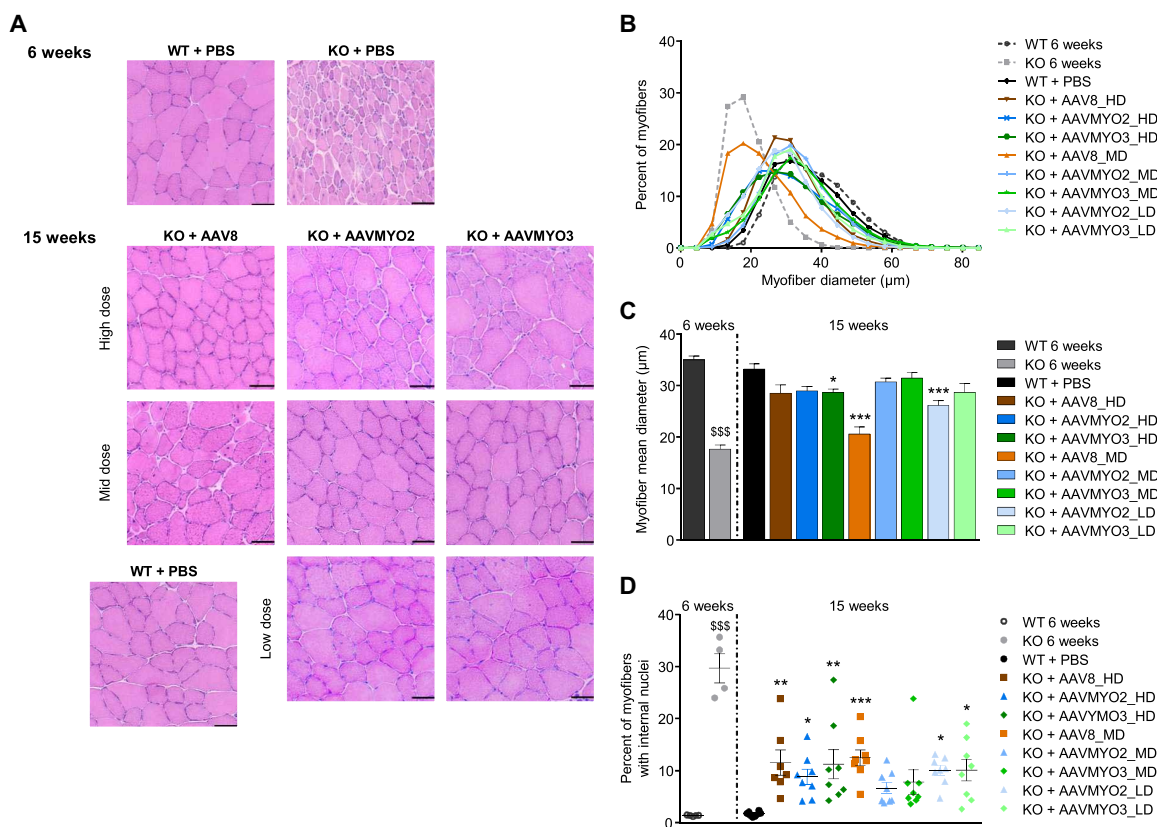 A
6 weeks
WT + PBS
KO + PBS
15 weeks
KO + AAV8
KO + AAVMYO2
KO + AAVMYO3
High dose
Mid dose
WT + PBS
Low dose
B
Percent of myofibers
40
30
20
10
0
0
20
40
60
80
Myofiber diameter (µm)
WT 6 weeks
KO 6 weeks
WT + PBS
KO + AAV8_HD
KO + AAVMYO2_HD
KO + AAVMYO3_HD
KO + AAV8_MD
KO + AAVMYO2_MD
KO + AAVMYO3_MD
KO + AAVMYO2_LD
KO + AAVMYO3_LD
C
6 weeks
15 weeks
Myofiber mean diameter (µm)
40
30
20
10
0
$$$
*
***
***
WT 6 weeks
KO 6 weeks
WT + PBS
KO + AAV8_HD
KO + AAVMYO2_HD
KO + AAVMYO3_HD
KO + AAV8_MD
KO + AAVMYO2_MD
KO + AAVMYO3_MD
KO + AAVMYO2_LD
KO + AAVMYO3_LD
D
6 weeks
15 weeks
Percent of myofibers
with internal nuclei
40
30
20
10
0
$$$
**
*
**
***
*
*
WT 6 weeks
KO 6 weeks
WT + PBS
KO + AAV8_HD
KO + AAVMYO2_HD
KO + AAVYMO3_HD
KO + AAV8_MD
KO + AAVMYO2_MD
KO + AAVMYO3_MD
KO + AAVMYO2_LD
KO + AAVMYO3_LD